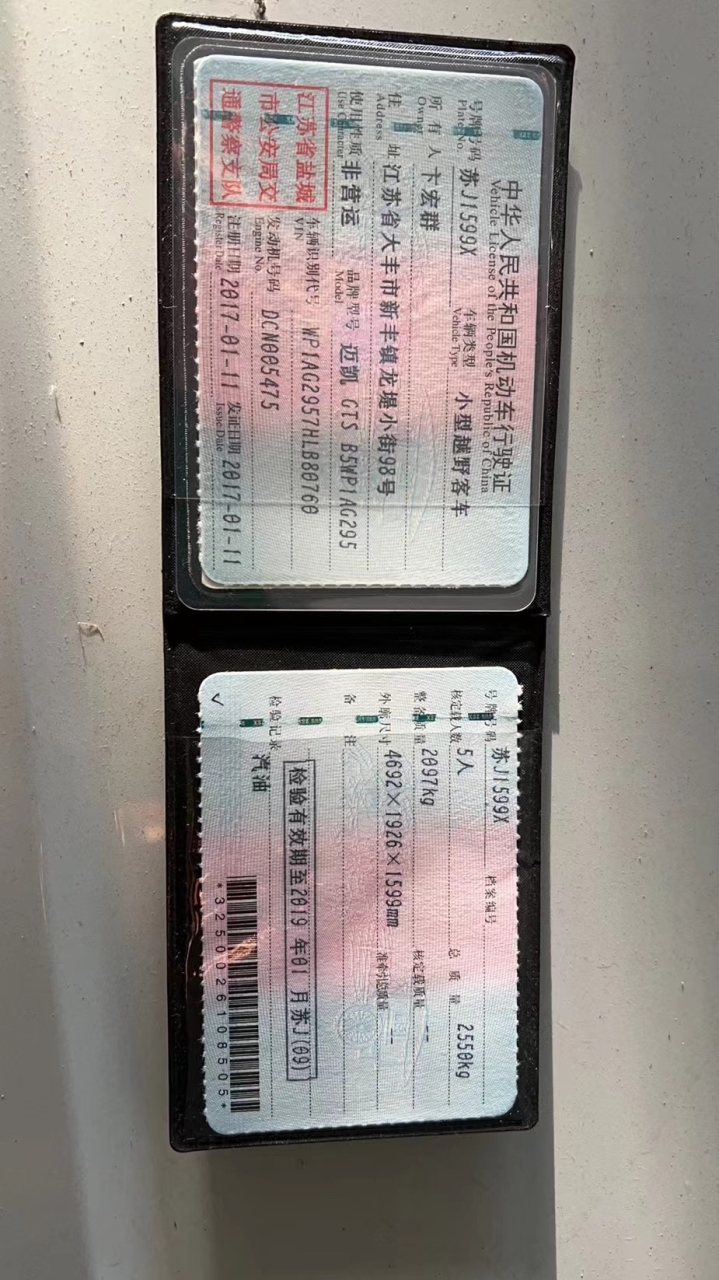 中华人民共和国机动车行驶证
Vehicle License of the People's Republic of China
号牌号码 苏J1599X 车辆类型 小型越野客车
Plate No. Vehicle Type
所有人 卞宏群
Owner
住址 江苏省大丰市新丰镇龙堤小街98号
Address
使用性质 非营运 品牌型号 迈凯 GTS BSWP1AG295
Use Character Model
江苏省盐城
市公安局交
通警察支队
车辆识别代号 WP1AG2957HLB80760
VIN
发动机号码 DCN005475
Engine No.
注册日期 2017-01-11 发证日期 2017-01-11
Register Date Issue Date
号牌号码 苏J1599X 档案编号
核定载人数 5人 总质量 2550kg
整备质量 2097kg 核定载质量 --
外廓尺寸 4692×1926×1599mm 准牵引总质量 --
备注
检验有效期至2019年01月苏J(09)
检验记录
汽油
*3250026108505*